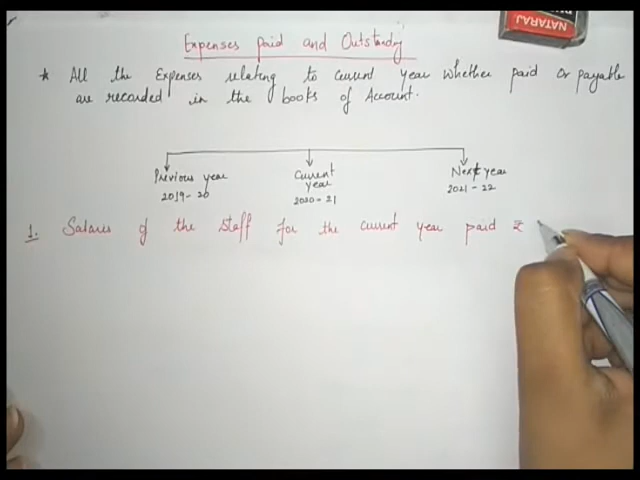 NATARAJ
Expenses paid and Outstandig
* All the Expenses relating to current year whether paid or payable
are recorded in the books of Account.
Previous year
2019-20
Current
year
2020-21
Next year
2021-22
1. Salaries of the staff for the current year paid ₹